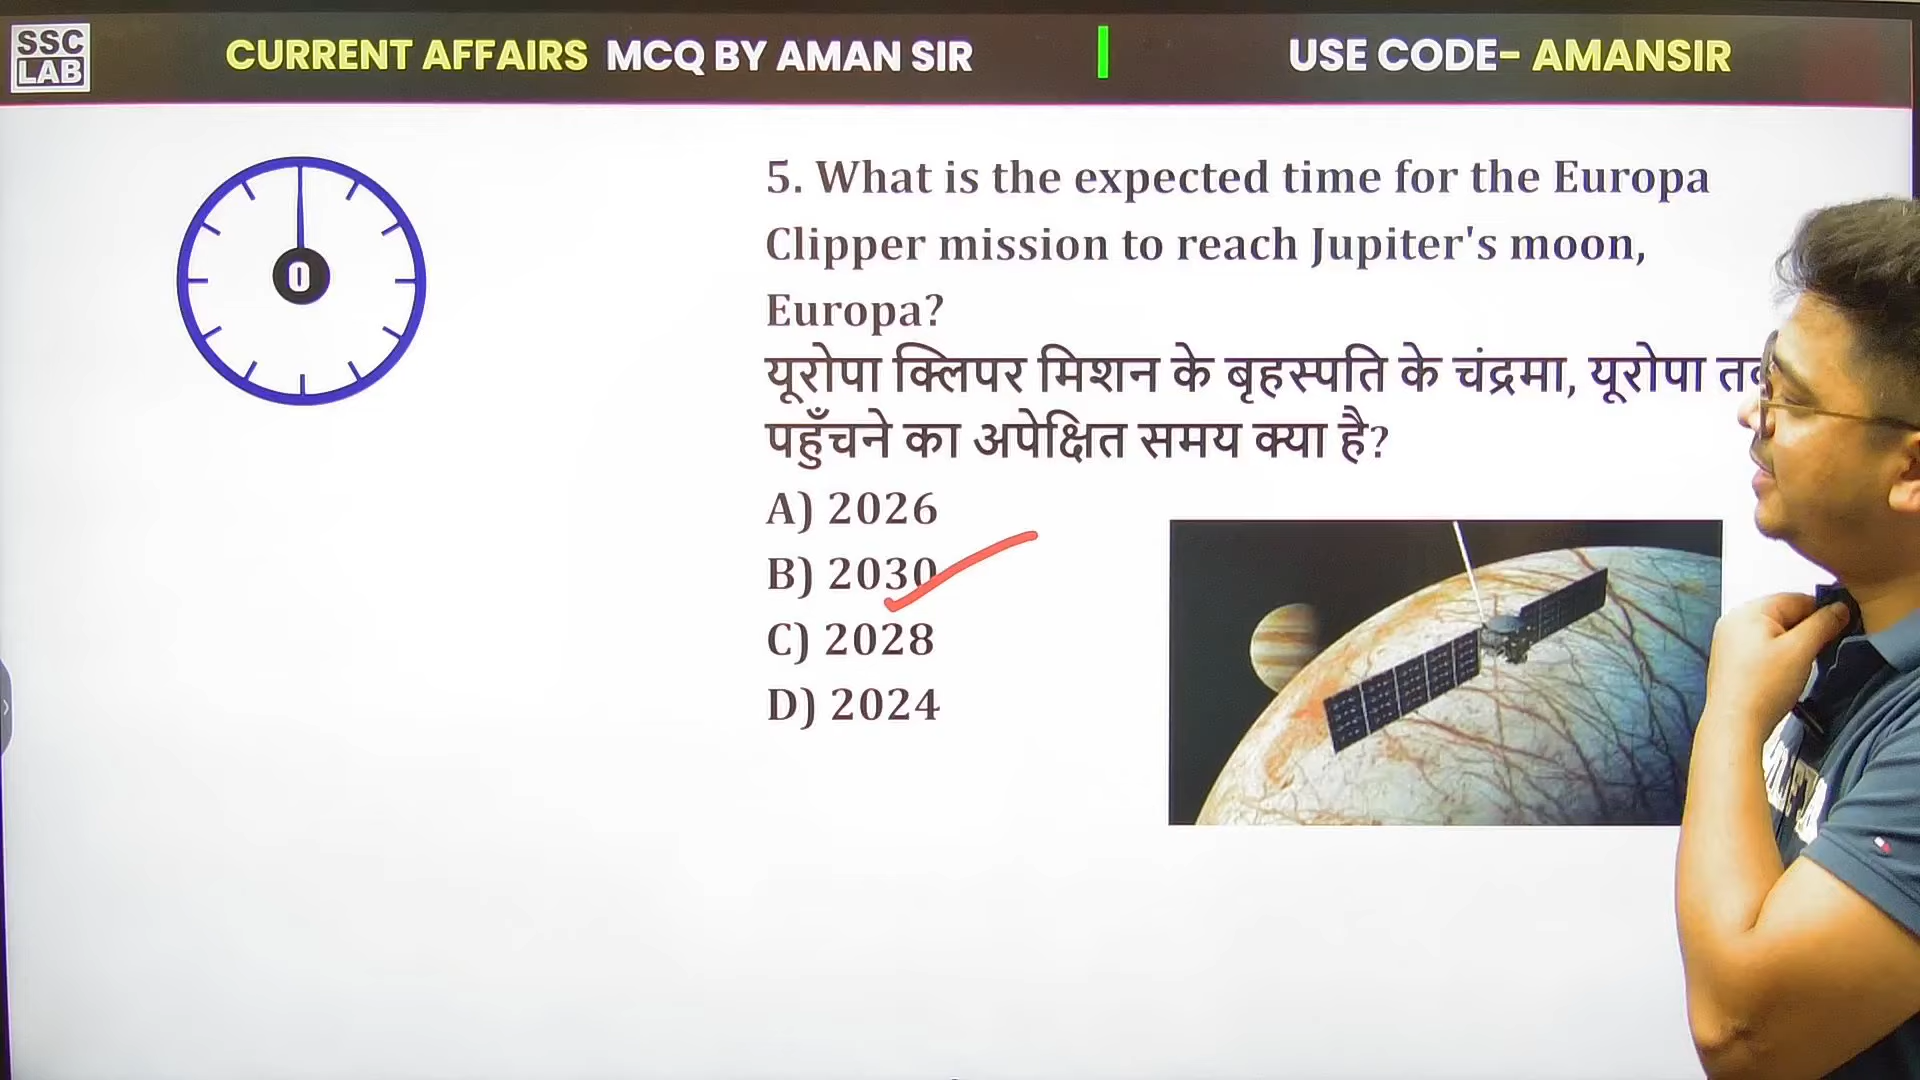 SSC
LAB
CURRENT AFFAIRS MCQ BY AMAN SIR
USE CODE- AMANSIR
0
5. What is the expected time for the Europa
Clipper mission to reach Jupiter's moon,
Europa?
यूरोपा क्लिपर मिशन के बृहस्पति के चंद्रमा, यूरोपा
पहुँचने का अपेक्षित समय क्या है?
A) 2026
B) 2030
C) 2028
D) 2024